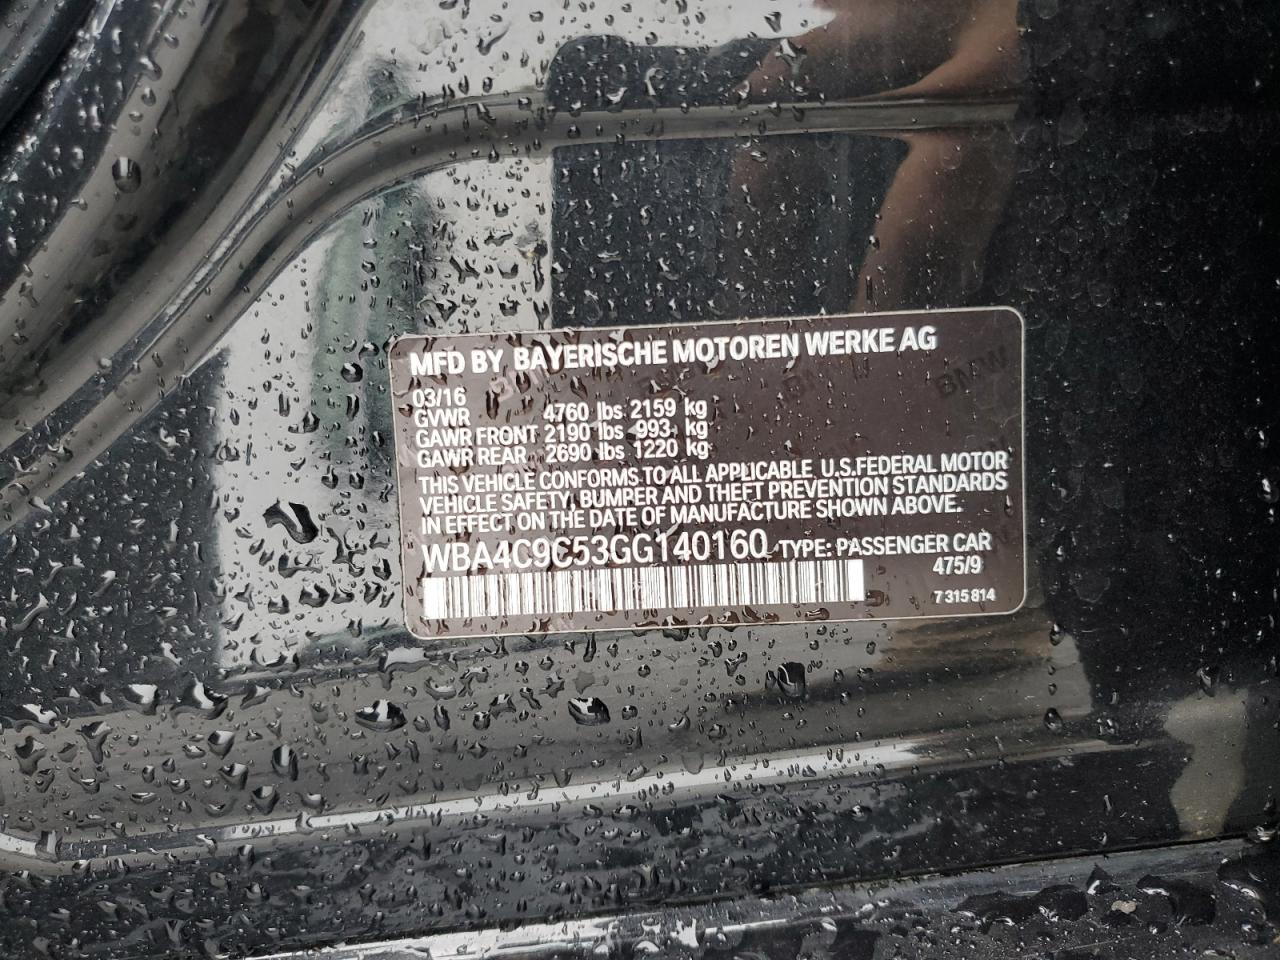 MFD BY BAYERISCHE MOTOREN WERKE AG
03/16
GVWR 4760 lbs 2159 kg
GAWR FRONT 2190 lbs 993 kg
GAWR REAR 2690 lbs 1220 kg
THIS VEHICLE CONFORMS TO ALL APPLICABLE U.S.FEDERAL MOTOR
VEHICLE SAFETY, BUMPER AND THEFT PREVENTION STANDARDS
IN EFFECT ON THE DATE OF MANUFACTURE SHOWN ABOVE.
WBA4C9C53GG140160 TYPE: PASSENGER CAR
475/9
7 315 814
BMW